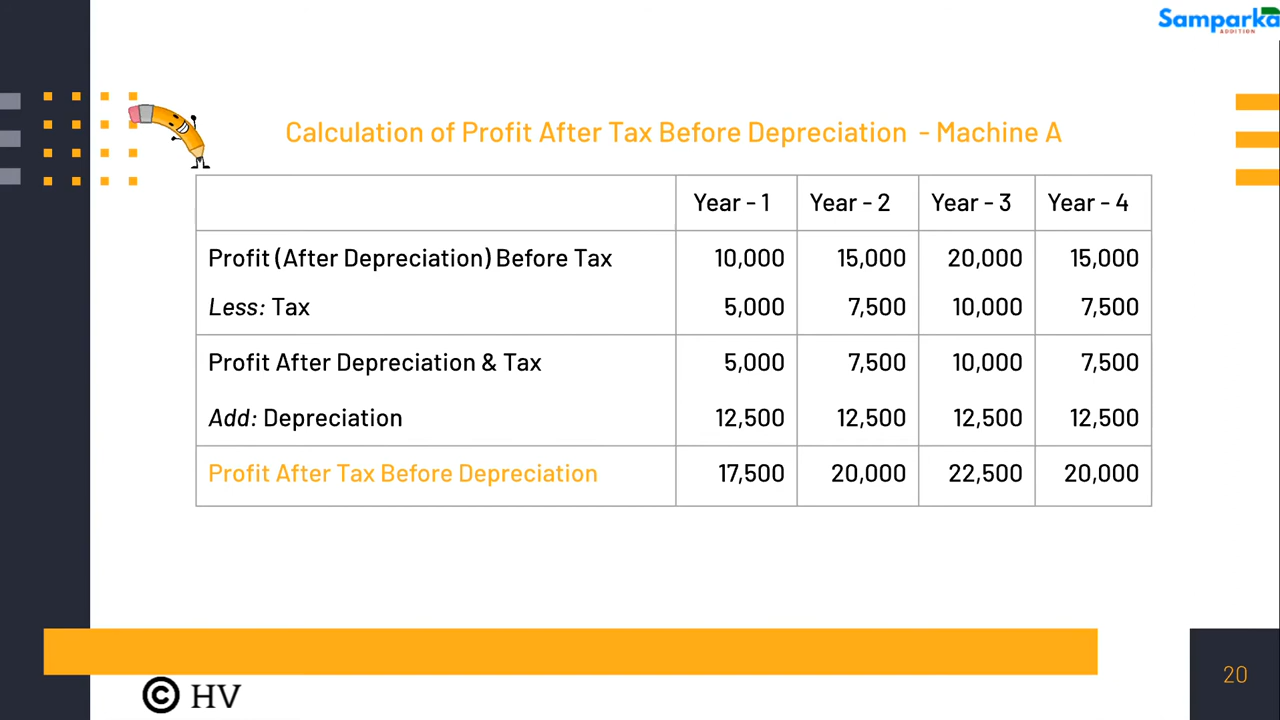 Samparka
ADDITION
Calculation of Profit After Tax Before Depreciation - Machine A
Year - 1 Year - 2 Year - 3 Year - 4
Profit (After Depreciation) Before Tax 10,000 15,000 20,000 15,000
Less: Tax 5,000 7,500 10,000 7,500
Profit After Depreciation & Tax 5,000 7,500 10,000 7,500
Add: Depreciation 12,500 12,500 12,500 12,500
Profit After Tax Before Depreciation 17,500 20,000 22,500 20,000
20
© HV